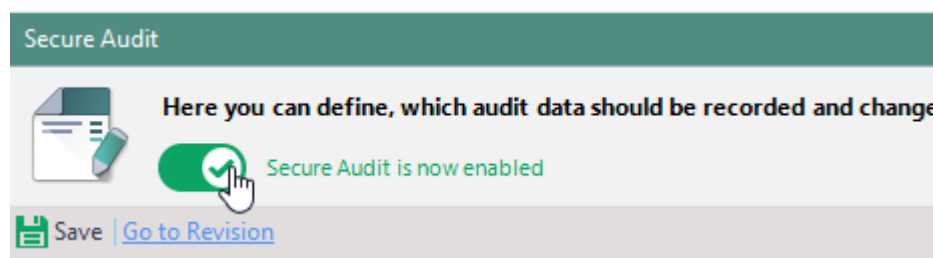 Secure Audit
Here you can define, which audit data should be recorded and change
Secure Audit is now enabled
Save Go to Revision